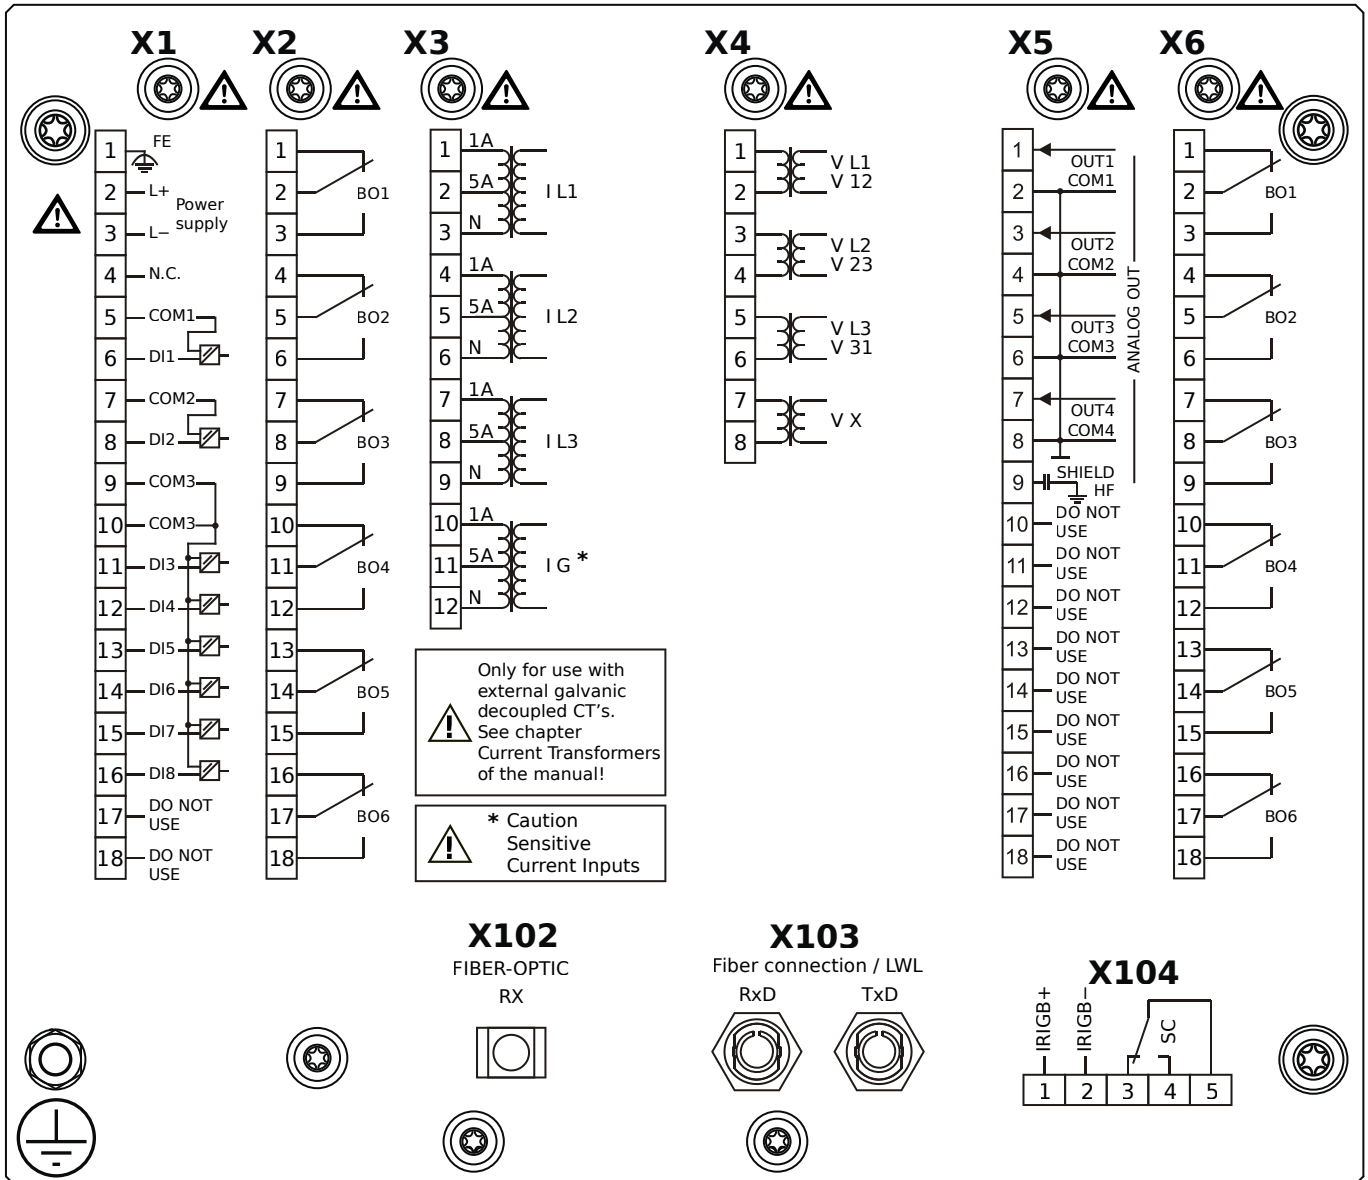 X1
X2
X3
X4
X5
X6
1 FE
2 L+
Power
supply
3 L−
4 N.C.
5 COM1
6 DI1
7 COM2
8 DI2
9 COM3
10 COM3
11 DI3
12 DI4
13 DI5
14 DI6
15 DI7
16 DI8
17 DO NOT
USE
18 DO NOT
USE
1
2 BO1
3
4
5 BO2
6
7
8 BO3
9
10
11 BO4
12
13
14 BO5
15
16
17 BO6
18
1 1A
2 5A I L1
3 N
4 1A
5 5A I L2
6 N
7 1A
8 5A I L3
9 N
10 1A
11 5A I G *
12 N
Only for use with
external galvanic
decoupled CT's.
See chapter
Current Transformers
of the manual!
* Caution
Sensitive
Current Inputs
1 V L1
2 V 12
3 V L2
4 V 23
5 V L3
6 V 31
7 V X
8
1 OUT1
2 COM1
3 OUT2
4 COM2
5 OUT3
6 COM3
7 OUT4
8 COM4
ANALOG OUT
9 SHIELD
HF
10 DO NOT
USE
11 DO NOT
USE
12 DO NOT
USE
13 DO NOT
USE
14 DO NOT
USE
15 DO NOT
USE
16 DO NOT
USE
17 DO NOT
USE
18 DO NOT
USE
1
2 BO1
3
4
5 BO2
6
7
8 BO3
9
10
11 BO4
12
13
14 BO5
15
16
17 BO6
18
X102
FIBER-OPTIC
RX
X103
Fiber connection / LWL
RxD TxD
X104
IRIGB+
IRIGB−
SC
1 2 3 4 5